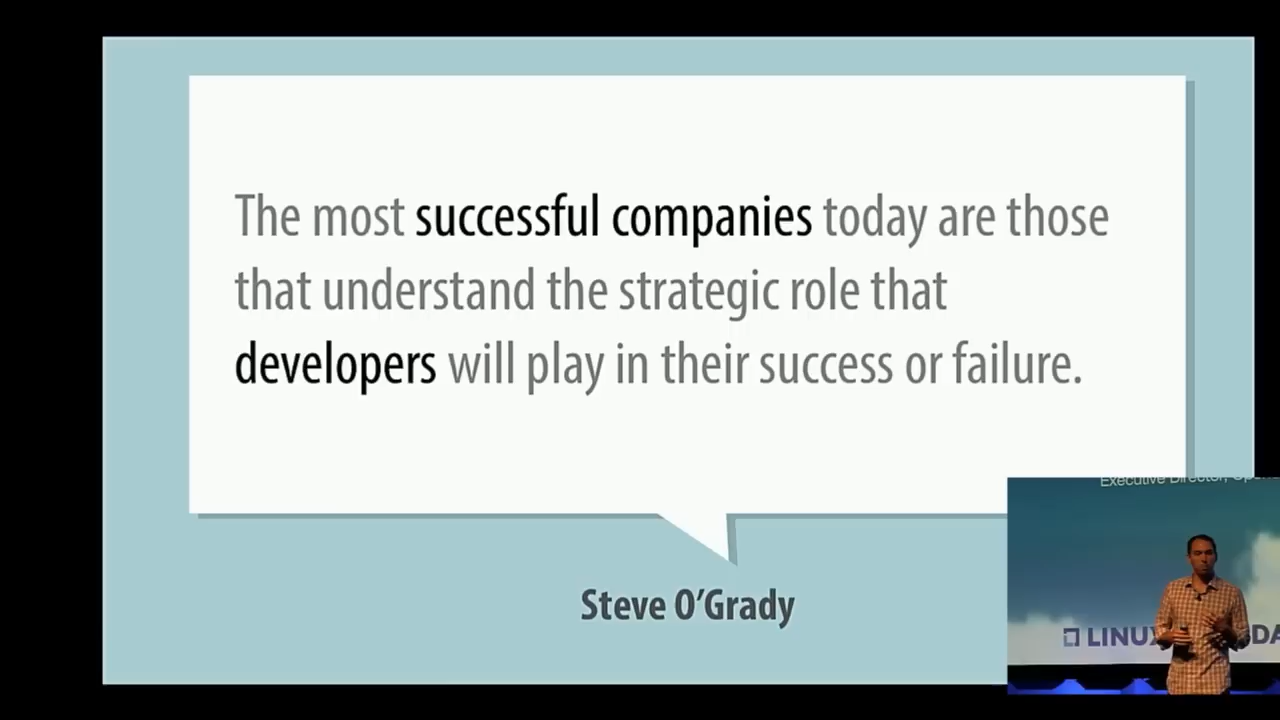 The most successful companies today are those
that understand the strategic role that
developers will play in their success or failure.
Steve O’Grady
Executive Director,
LINUX